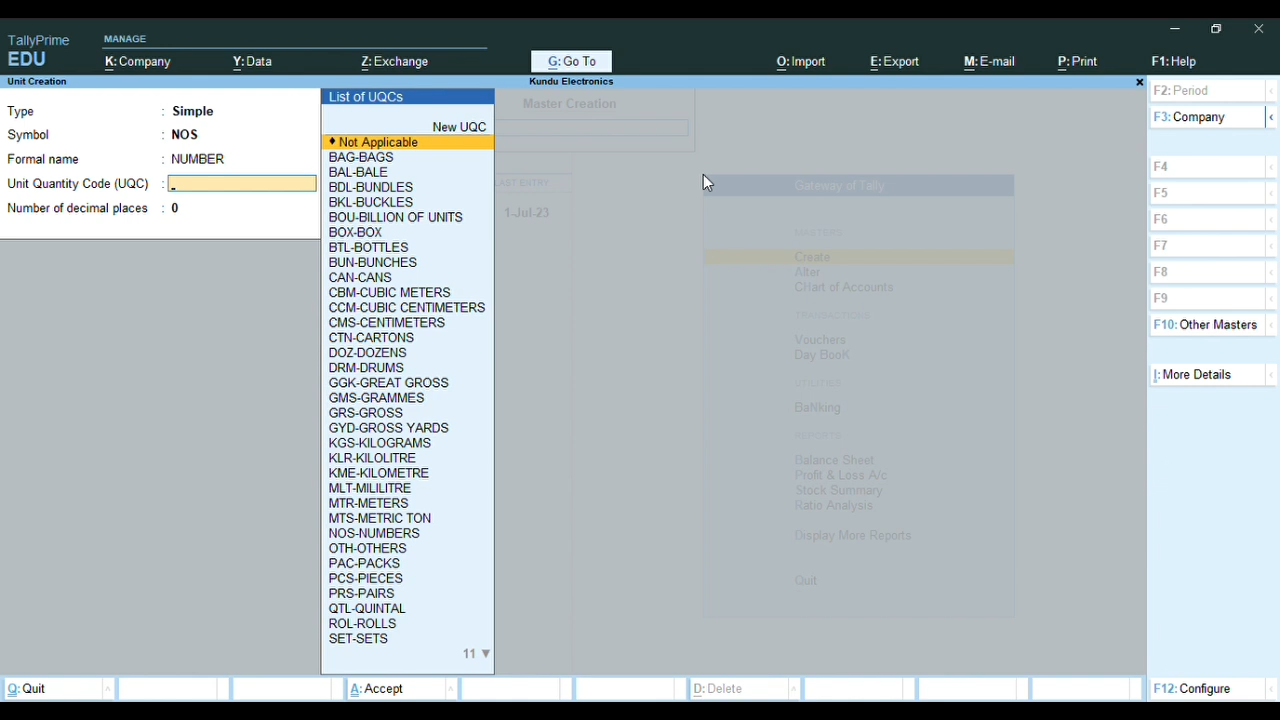 TallyPrime
EDU
MANAGE
K: Company
Y: Data
Z: Exchange
G: Go To
O: Import
E: Export
M: E-mail
P: Print
F1: Help
Unit Creation
Kundu Electronics
Type : Simple
Symbol : NOS
Formal name : NUMBER
Unit Quantity Code (UQC) :
Number of decimal places : 0
List of UQCs
New UQC
♦ Not Applicable
BAG-BAGS
BAL-BALE
BDL-BUNDLES
BKL-BUCKLES
BOU-BILLION OF UNITS
BOX-BOX
BTL-BOTTLES
BUN-BUNCHES
CAN-CANS
CBM-CUBIC METERS
CCM-CUBIC CENTIMETERS
CMS-CENTIMETERS
CTN-CARTONS
DOZ-DOZENS
DRM-DRUMS
GGK-GREAT GROSS
GMS-GRAMMES
GRS-GROSS
GYD-GROSS YARDS
KGS-KILOGRAMS
KLR-KILOLITRE
KME-KILOMETRE
MLT-MILILITRE
MTR-METERS
MTS-METRIC TON
NOS-NUMBERS
OTH-OTHERS
PAC-PACKS
PCS-PIECES
PRS-PAIRS
QTL-QUINTAL
ROL-ROLLS
SET-SETS
11 ▼
Master Creation
LAST ENTRY
1-Jul-23
Gateway of Tally
MASTERS
Create
Alter
CHart of Accounts
TRANSACTIONS
Vouchers
Day BooK
UTILITIES
BaNking
REPORTS
Balance Sheet
Profit & Loss A/c
Stock Summary
Ratio Analysis
Display More Reports
Quit
F2: Period
F3: Company
F4
F5
F6
F7
F8
F9
F10: Other Masters
I: More Details
Q: Quit
A: Accept
D: Delete
F12: Configure